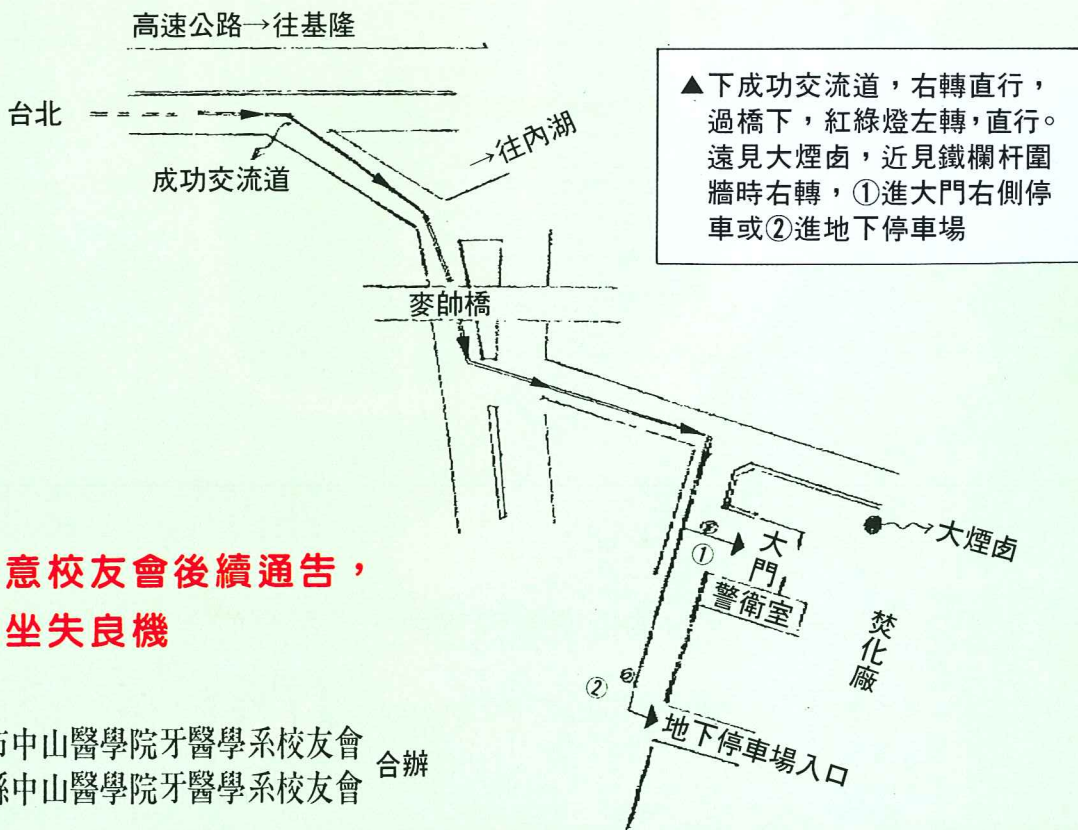 高速公路→往基隆
台北
成功交流道
→往內湖
▲下成功交流道，右轉直行，
過橋下，紅綠燈左轉，直行。
遠見大煙囪，近見鐵欄杆圍
牆時右轉，①進大門右側停
車或②進地下停車場
麥帥橋
大煙囪
①
大門
警衛室
焚化廠
②
地下停車場入口
意校友會後續通告，
坐失良機
市中山醫學院牙醫學系校友會
縣中山醫學院牙醫學系校友會
合辦